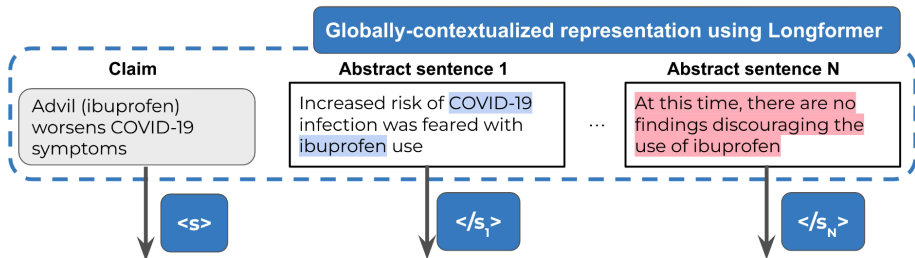 Globally-contextualized representation using Longformer
Claim
Abstract sentence 1
Abstract sentence N
Advil (ibuprofen)
worsens COVID-19
symptoms
Increased risk of COVID-19
infection was feared with
ibuprofen use
...
At this time, there are no
findings discouraging the
use of ibuprofen
<s>
</s1>
</sN>